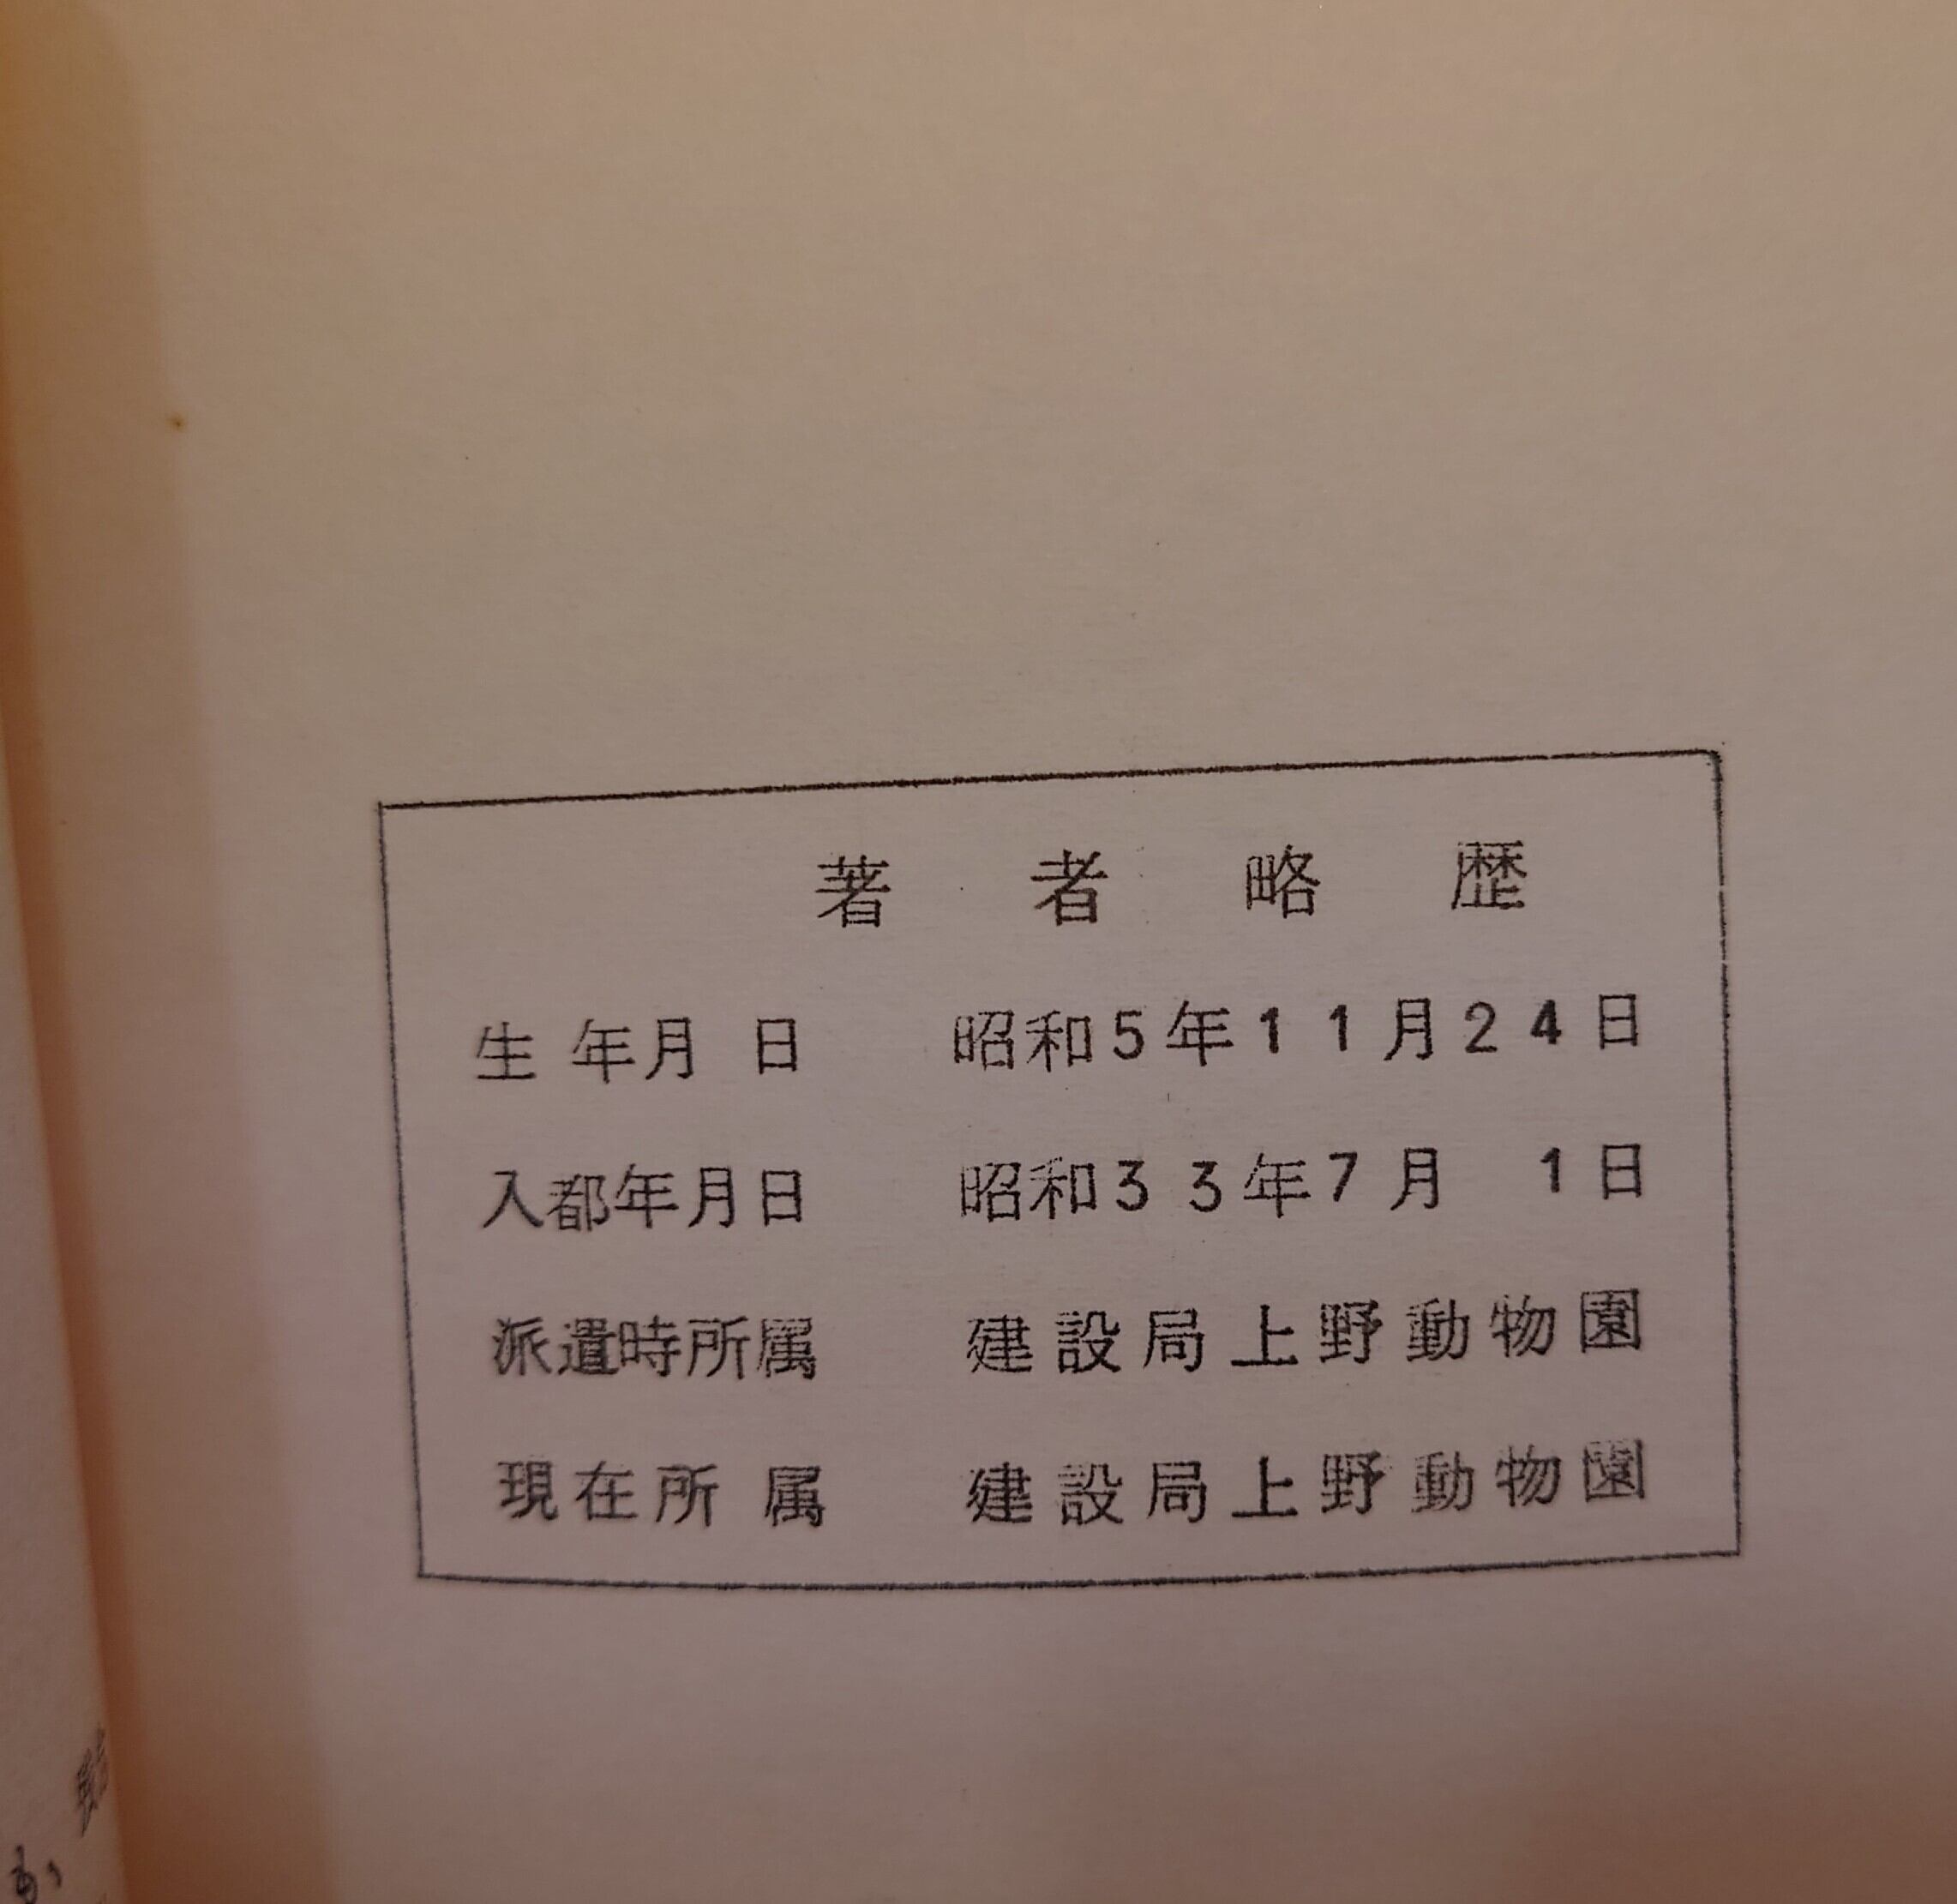 著者略歴
生年月日 昭和5年11月24日
入都年月日 昭和33年7月1日
派遣時所属 建設局上野動物園
現在所属 建設局上野動物園